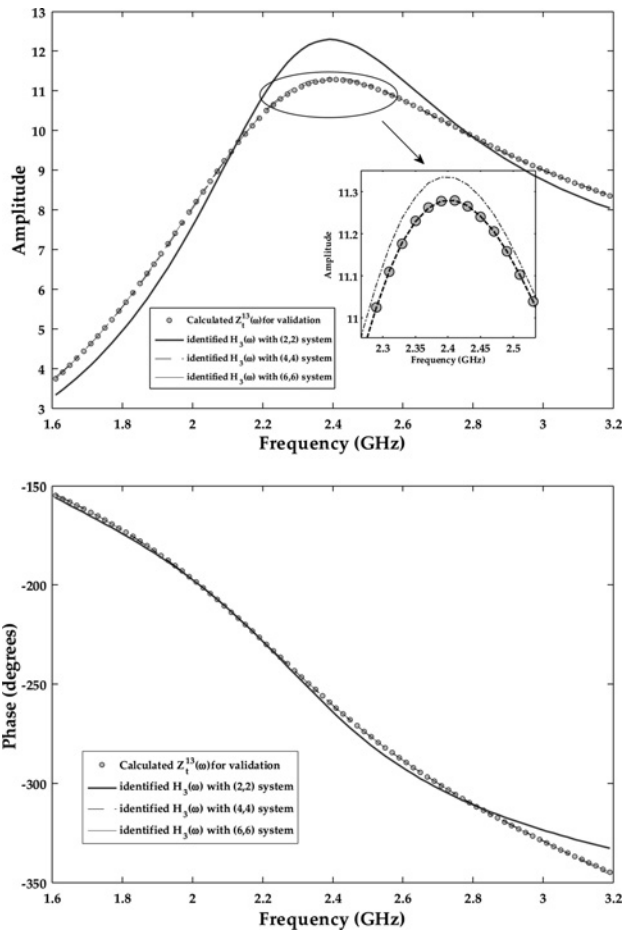 13
12
11
10
9
8
7
6
5
4
3
Amplitude
11.3
11.2
11.1
11
Amplitude
2.3 2.35 2.4 2.45 2.5
Frequency (GHz)
Calculated Z_t^13(ω)for validation
identified H_3(ω) with (2,2) system
identified H_3(ω) with (4,4) system
identified H_3(ω) with (6,6) system
1.6 1.8 2 2.2 2.4 2.6 2.8 3 3.2
Frequency (GHz)
-150
-200
-250
-300
-350
Phase (degrees)
Calculated Z_t^13(ω)for validation
identified H_3(ω) with (2,2) system
identified H_3(ω) with (4,4) system
identified H_3(ω) with (6,6) system
1.6 1.8 2 2.2 2.4 2.6 2.8 3 3.2
Frequency (GHz)